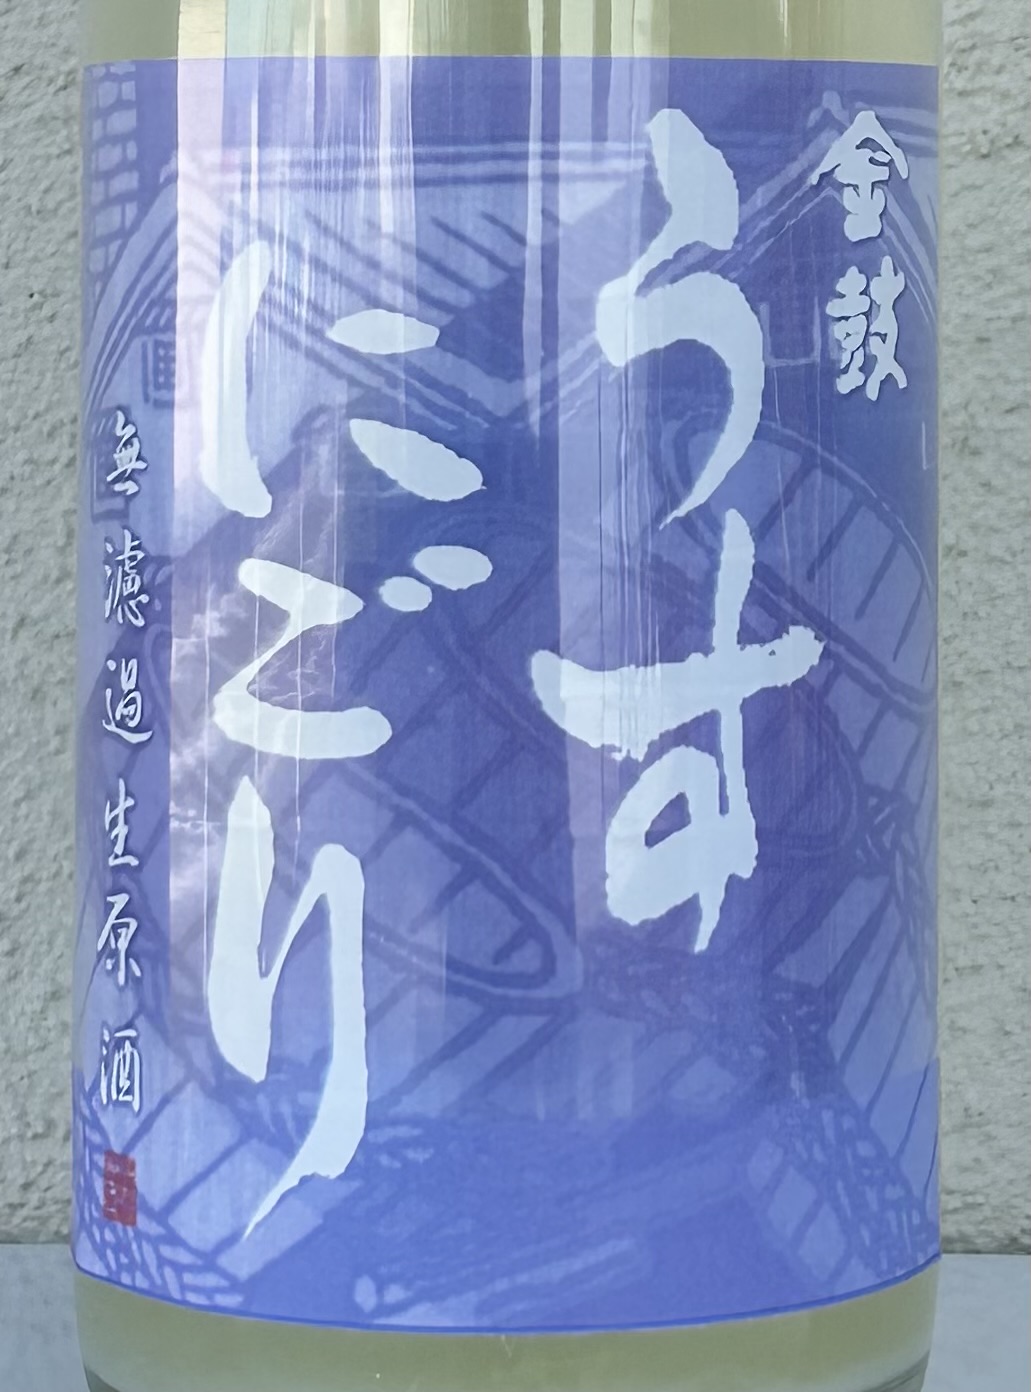 金鼓
うす
にごり
無濾過生原酒